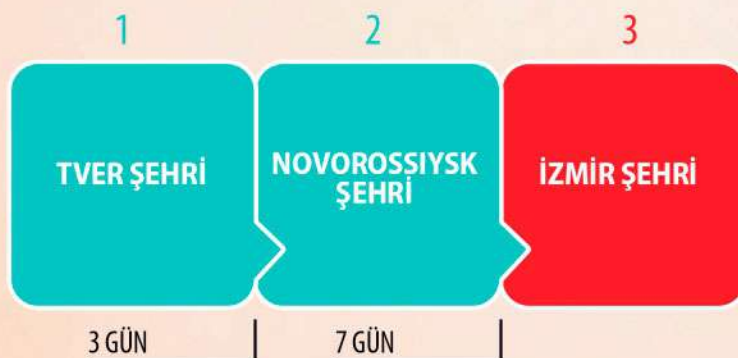 1
2
3
TVER ŞEHRİ
NOVOROSSIYSK
ŞEHRİ
İZMİR ŞEHRİ
3 GÜN
7 GÜN